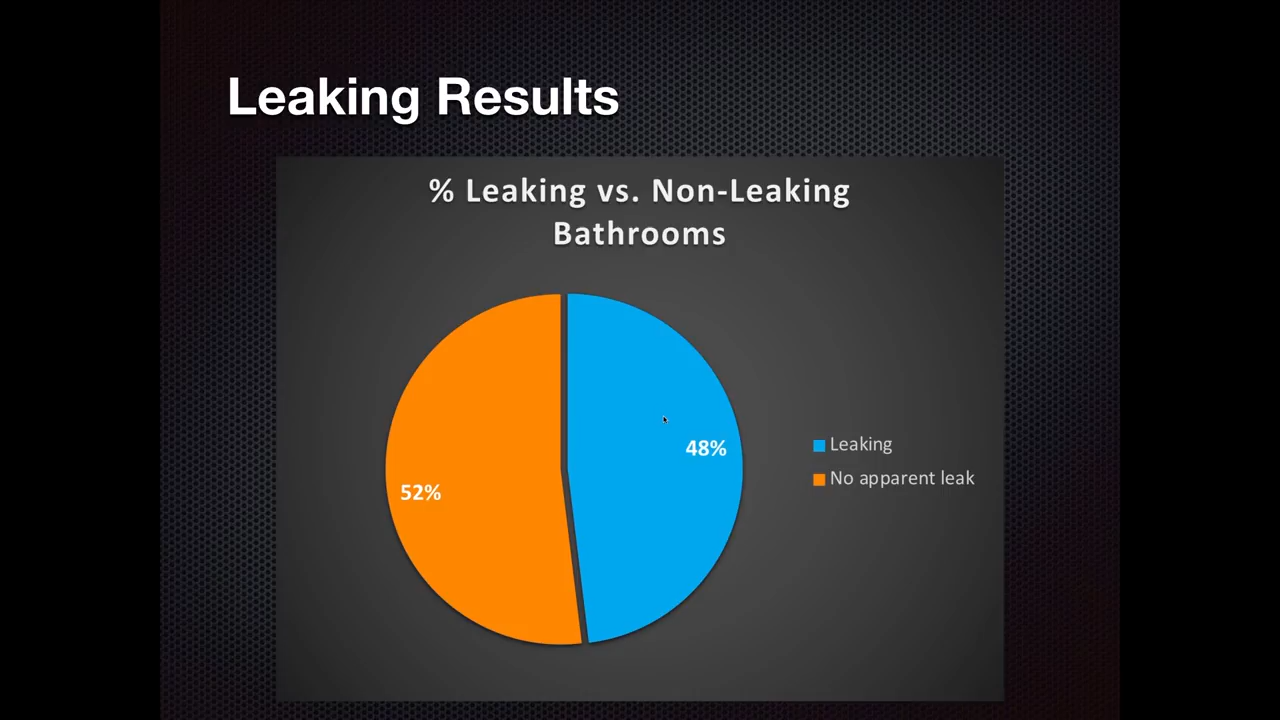 Leaking Results
% Leaking vs. Non-Leaking
Bathrooms
48%
52%
Leaking
No apparent leak